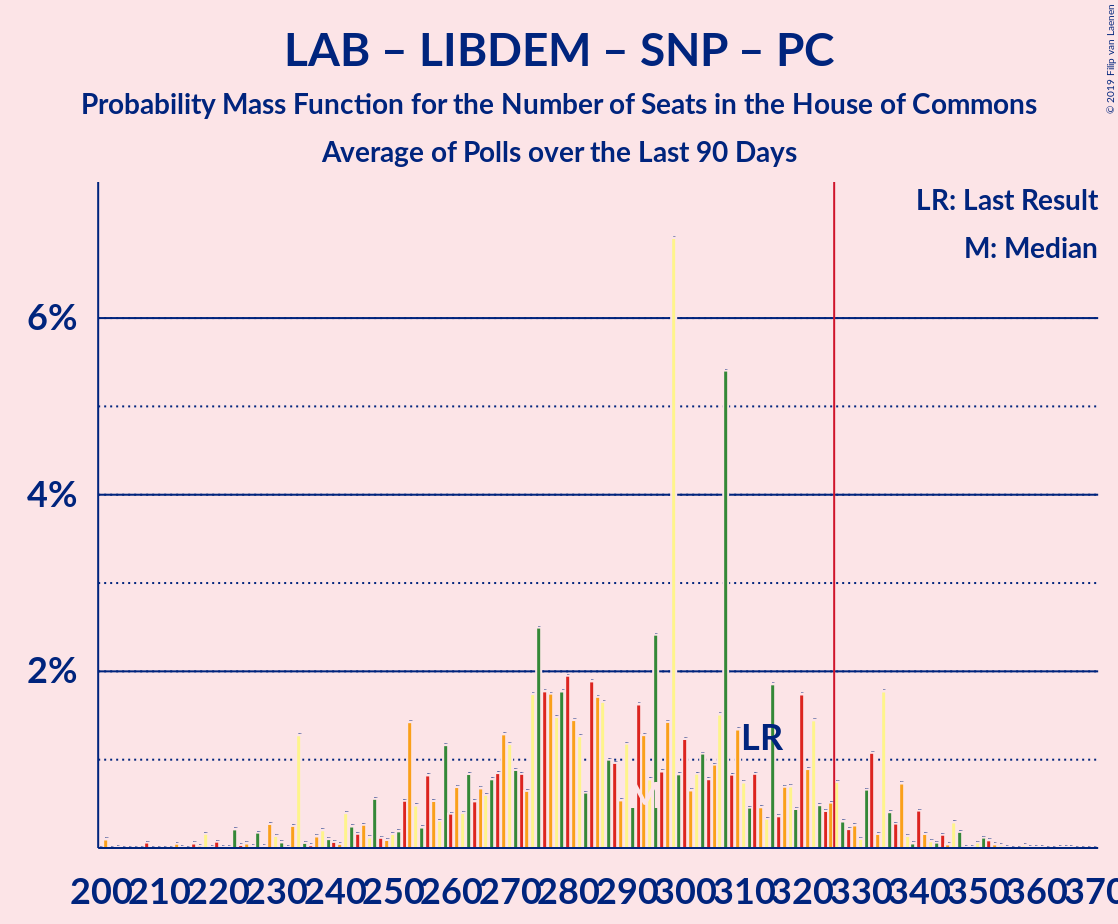 LAB – LIBDEM – SNP – PC
Probability Mass Function for the Number of Seats in the House of Commons
Average of Polls over the Last 90 Days
© 2019 Filip van Laenen
LR: Last Result
M: Median
6%
4%
2%
LR
M
200 210 220 230 240 250 260 270 280 290 300 310 320 330 340 350 360 370